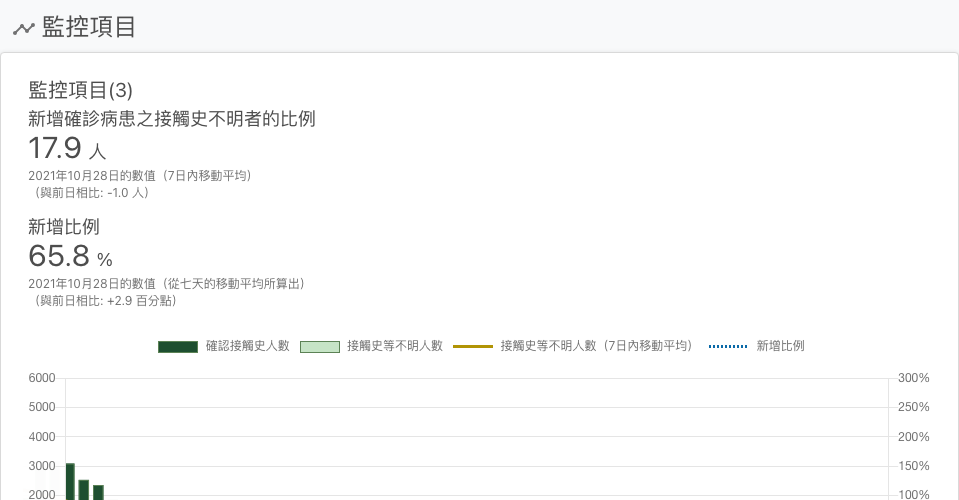 監控項目
監控項目(3)
新增確診病患之接觸史不明者的比例
17.9 人
2021年10月28日的數值（7日內移動平均）
（與前日相比: -1.0 人）
新增比例
65.8 %
2021年10月28日的數值（從七天的移動平均所算出）
（與前日相比: +2.9 百分點）
確認接觸史人數 接觸史等不明人數 接觸史等不明人數（7日內移動平均） 新增比例
6000 300%
5000 250%
4000 200%
3000 150%
2000 100%